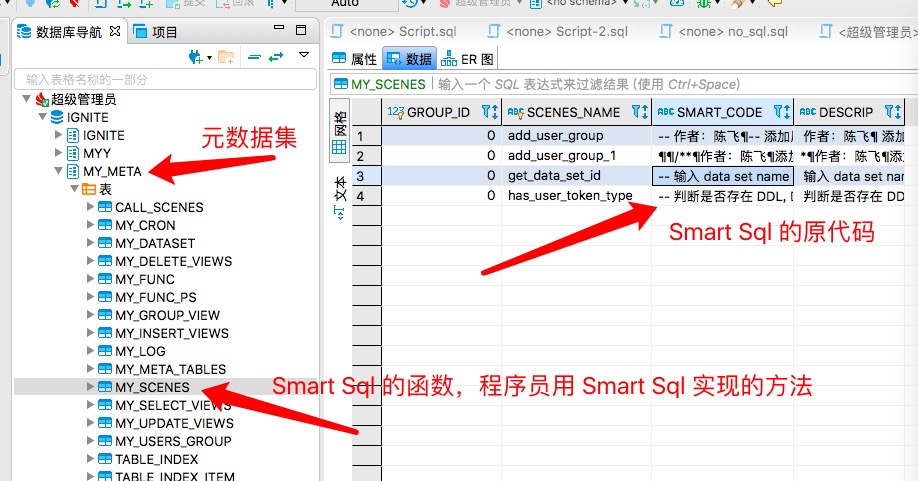 提交
回滚
Auto
超级管理员
<no schema>
数据库导航
项目
<none> Script.sql
<none> Script-2.sql
<none> no_sql.sql
<超级管理员>
属性
数据
ER 图
输入表格名称的一部分
MY_SCENES
输入一个 SQL 表达式来过滤结果 (使用 Ctrl+Space)
超级管理员
IGNITE
IGNITE
MYY
MY_META
表
CALL_SCENES
MY_CRON
MY_DATASET
MY_DELETE_VIEWS
MY_FUNC
MY_FUNC_PS
MY_GROUP_VIEW
MY_INSERT_VIEWS
MY_LOG
MY_META_TABLES
MY_SCENES
MY_SELECT_VIEWS
MY_UPDATE_VIEWS
MY_USERS_GROUP
TABLE_INDEX
TABLE_INDEX_ITEM
元数据集
网格
文本
123 GROUP_ID ABC SCENES_NAME ABC SMART_CODE ABC DESCRIP
1 0 add_user_group -- 作者：陈飞¶-- 添加 作者：陈飞¶ 添加
2 0 add_user_group_1 ¶¶/**¶作者：陈飞¶添 *¶作者：陈飞¶添加
3 0 get_data_set_id -- 输入 data set name 输入 data set nam
4 0 has_user_token_type -- 判断是否存在 DDL, D 判断是否存在 DD
Smart Sql 的原代码
Smart Sql 的函数，程序员用 Smart Sql 实现的方法